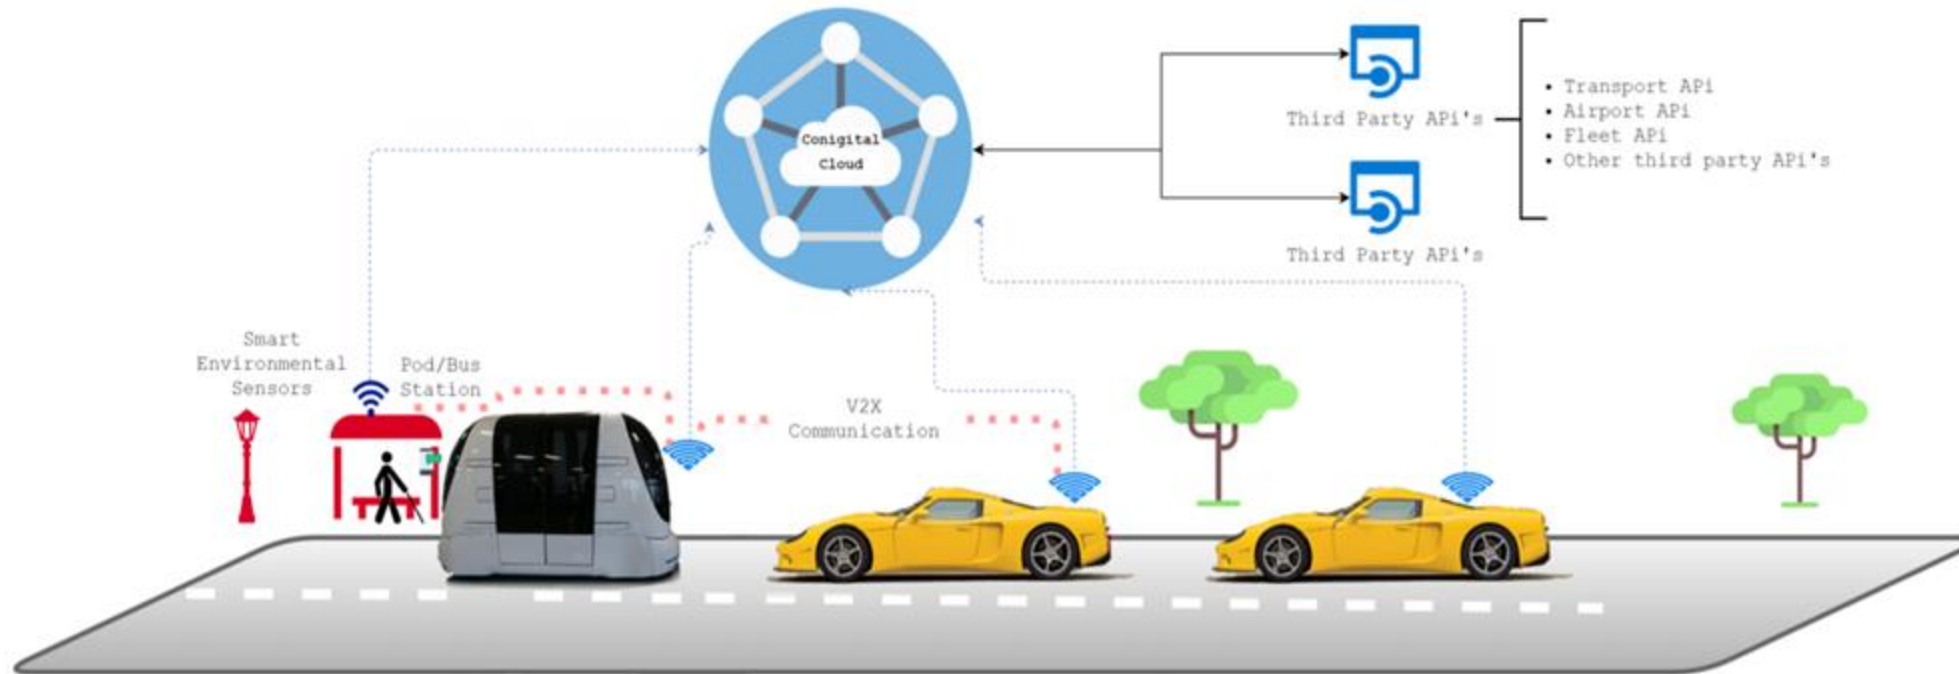 Conigital
Cloud
Third Party APi's
• Transport APi
• Airport APi
• Fleet APi
• Other third party APi's
Third Party APi's
Smart
Environmental
Sensors
Pod/Bus
Station
V2X
Communication